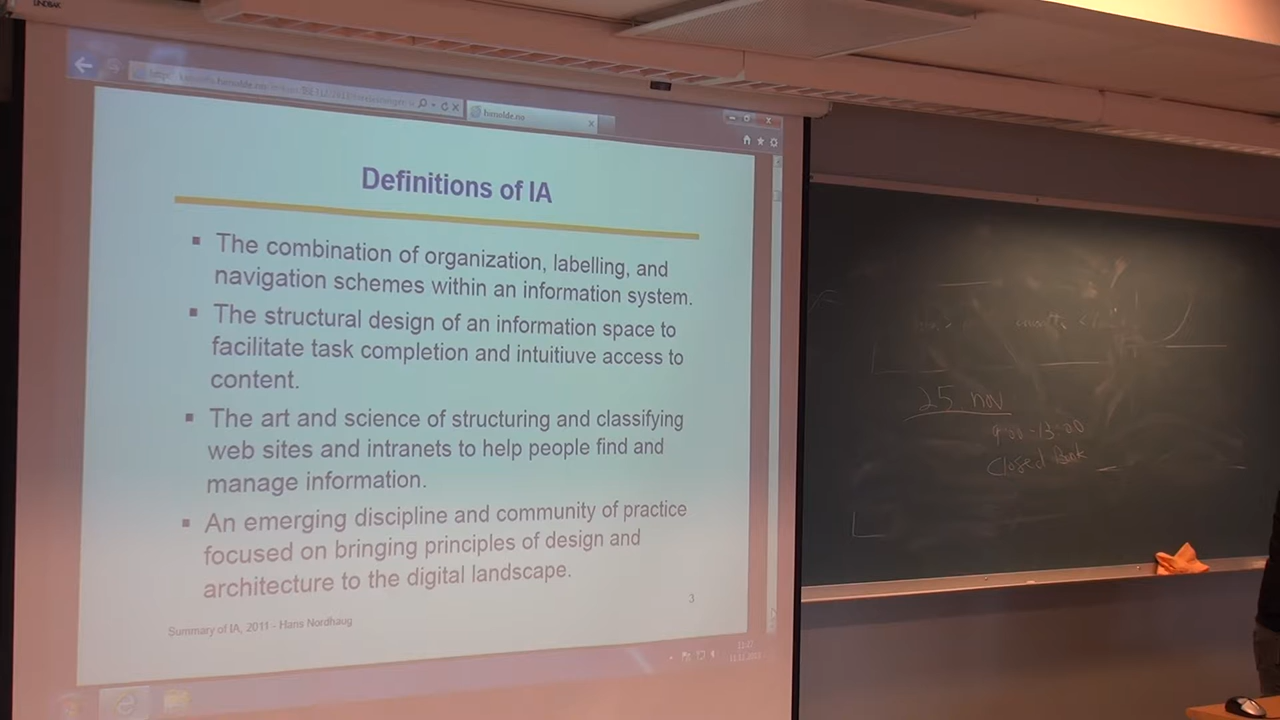 LINDBAK
himolde.no
Definitions of IA
▪ The combination of organization, labelling, and
navigation schemes within an information system.
▪ The structural design of an information space to
facilitate task completion and intuitiuve access to
content.
▪ The art and science of structuring and classifying
web sites and intranets to help people find and
manage information.
▪ An emerging discipline and community of practice
focused on bringing principles of design and
architecture to the digital landscape.
3
Summary of IA, 2011 - Hans Nordhaug
25 nov
9:00-13:00
Closed Book